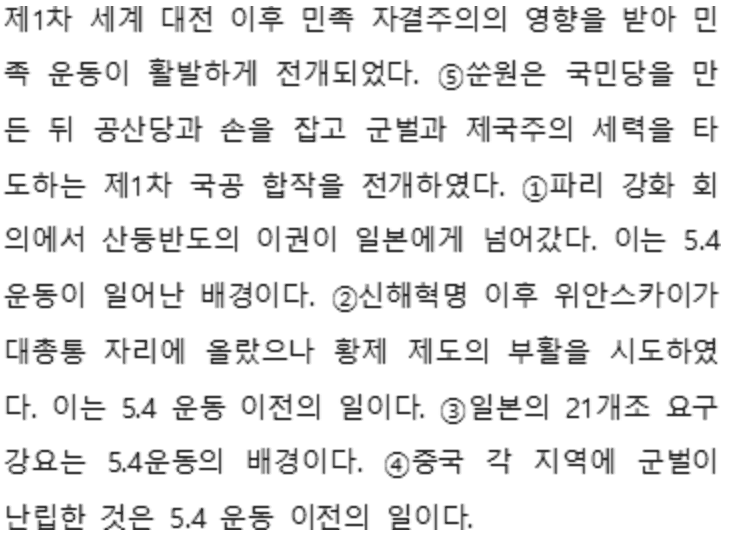 제1차 세계 대전 이후 민족 자결주의의 영향을 받아 민
족 운동이 활발하게 전개되었다. ⑤쑨원은 국민당을 만
든 뒤 공산당과 손을 잡고 군벌과 제국주의 세력을 타
도하는 제1차 국공 합작을 전개하였다. ①파리 강화 회
의에서 산둥반도의 이권이 일본에게 넘어갔다. 이는 5.4
운동이 일어난 배경이다. ②신해혁명 이후 위안스카이가
대총통 자리에 올랐으나 황제 제도의 부활을 시도하였
다. 이는 5.4 운동 이전의 일이다. ③일본의 21개조 요구
강요는 5.4운동의 배경이다. ④중국 각 지역에 군벌이
난립한 것은 5.4 운동 이전의 일이다.